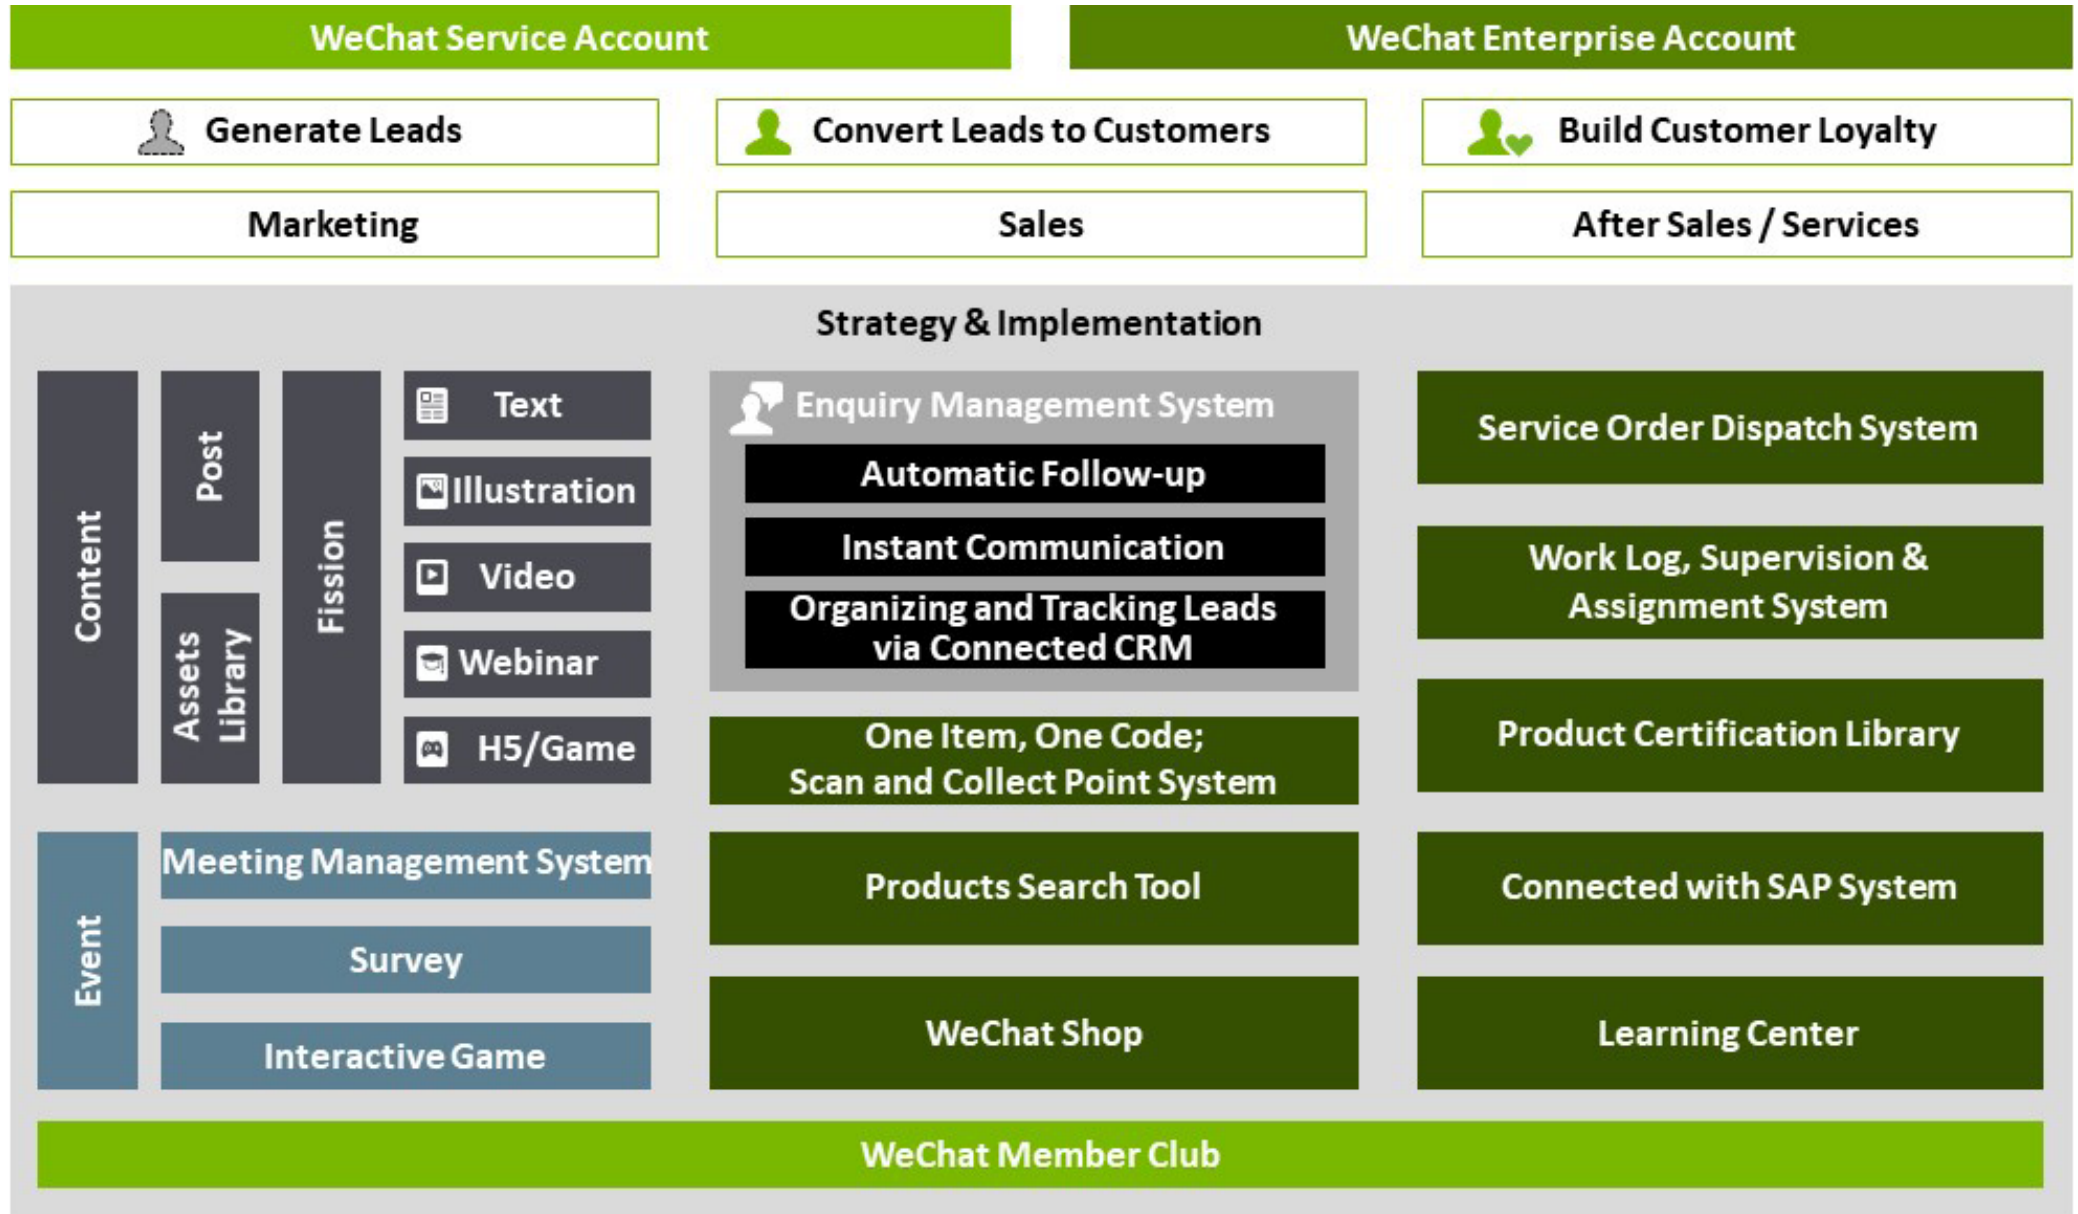 WeChat Service Account
WeChat Enterprise Account
Generate Leads
Convert Leads to Customers
Build Customer Loyalty
Marketing
Sales
After Sales / Services
Strategy & Implementation
Content
Post
Assets
Library
Fission
Text
Illustration
Video
Webinar
H5/Game
Event
Meeting Management System
Survey
Interactive Game
Enquiry Management System
Automatic Follow-up
Instant Communication
Organizing and Tracking Leads
via Connected CRM
One Item, One Code;
Scan and Collect Point System
Products Search Tool
WeChat Shop
Service Order Dispatch System
Work Log, Supervision &
Assignment System
Product Certification Library
Connected with SAP System
Learning Center
WeChat Member Club